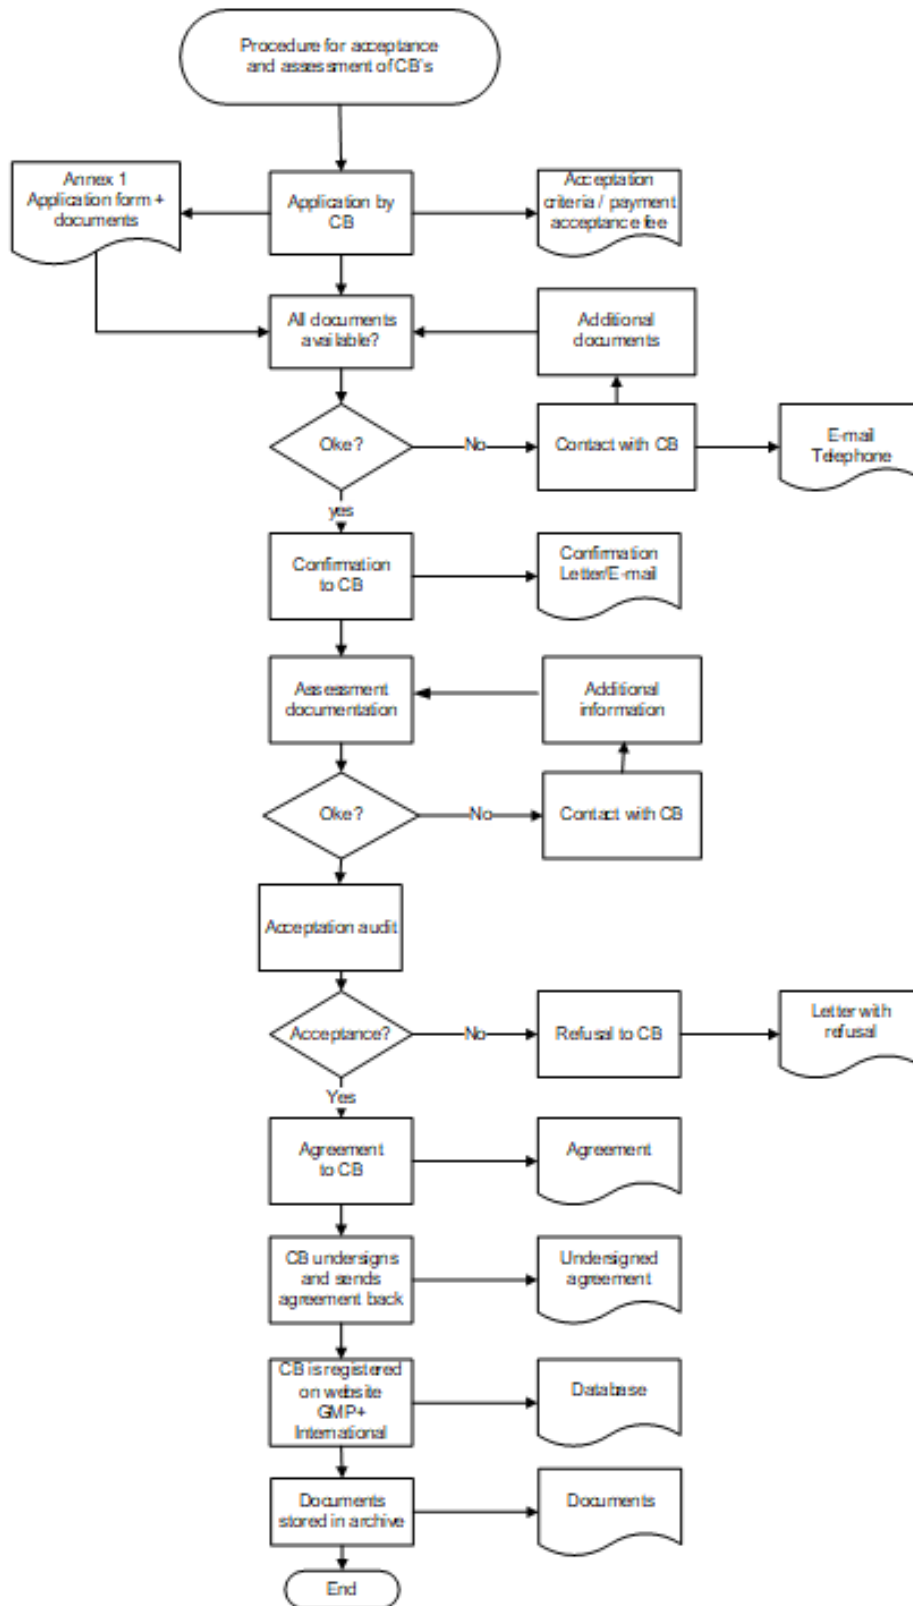 Procedure for acceptance
and assessment of CB's
Annex 1
Application form +
documents
Application by
CB
Acceptation
criteria / payment
acceptance fee
All documents
available?
Additional
documents
Oke?
No
Contact with CB
E-mail
Telephone
yes
Confirmation
to CB
Confirmation
Letter/E-mail
Assessment
documentation
Additional
information
Oke?
No
Contact with CB
Acceptation audit
Acceptance?
No
Refusal to CB
Letter with
refusal
Yes
Agreement
to CB
Agreement
CB undersigns
and sends
agreement back
Undersigned
agreement
CB is registered
on website
GMP+
International
Database
Documents
stored in archive
Documents
End